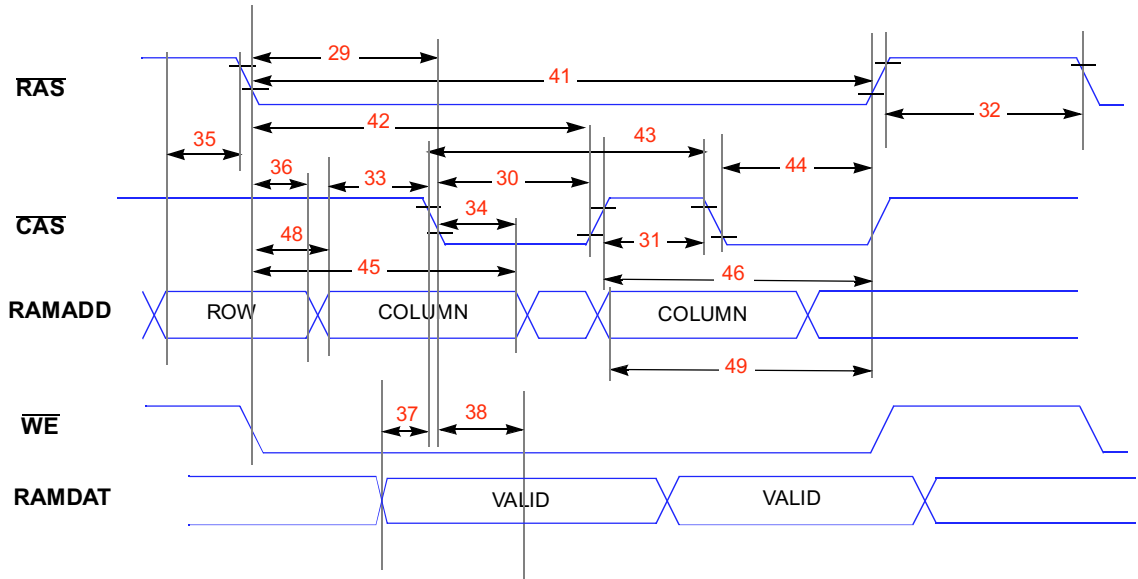 29
RAS
41
32
42
43
35
44
36
33
30
CAS
34
48
31
45
46
RAMADD
ROW
COLUMN
COLUMN
49
37
38
WE
RAMDAT
VALID
VALID